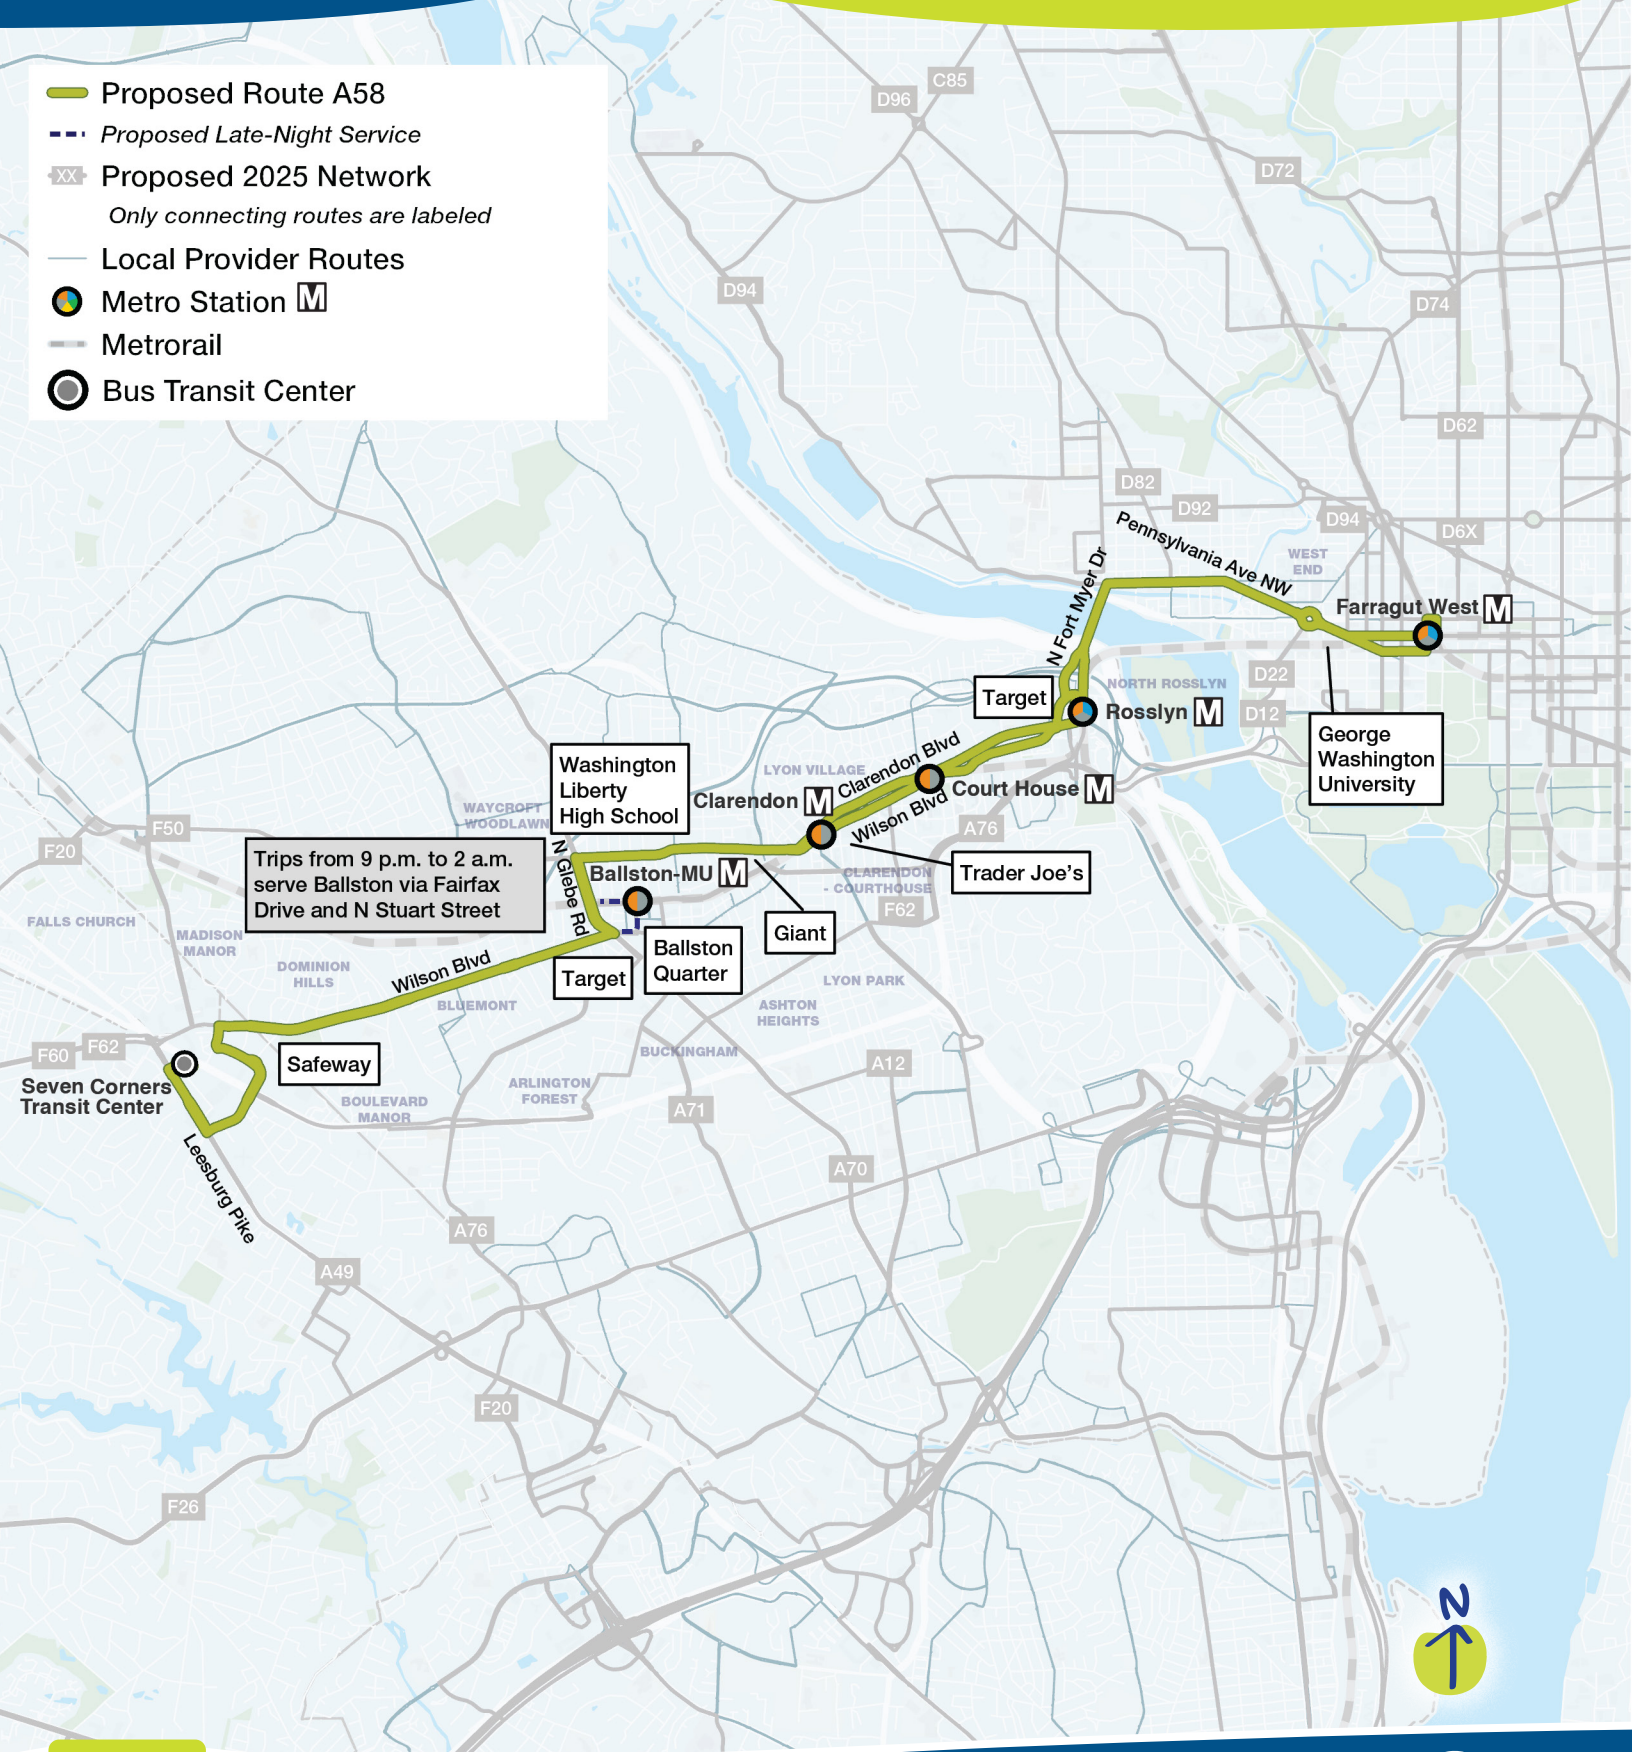 Proposed Route A58
Proposed Late-Night Service
XX Proposed 2025 Network
Only connecting routes are labeled
Local Provider Routes
Metro Station M
Metrorail
Bus Transit Center
C85
D96
D72
D94
D74
D62
D82
D92
D94
D6X
Pennsylvania Ave NW
WEST
END
Farragut West M
N Fort Myer Dr
D22
NORTH ROSSLYN
Target
Rosslyn M
D12
George
Washington
University
Clarendon Blvd
Washington
Liberty
High School
LYON VILLAGE
Court House M
Clarendon M
Wilson Blvd
WAYCROFT -
WOODLAWN
F50
A76
F20
Trips from 9 p.m. to 2 a.m.
serve Ballston via Fairfax
Drive and N Stuart Street
N Glebe Rd
Ballston-MU M
CLARENDON
- COURTHOUSE
Trader Joe's
F62
FALLS CHURCH
MADISON
MANOR
Giant
Ballston
Quarter
DOMINION
HILLS
Wilson Blvd
Target
LYON PARK
BLUEMONT
ASHTON
HEIGHTS
F60
F62
Safeway
BUCKINGHAM
A12
Seven Corners
Transit Center
ARLINGTON
FOREST
BOULEVARD
MANOR
A71
Leesburg Pike
A70
A76
A49
F20
F26
N